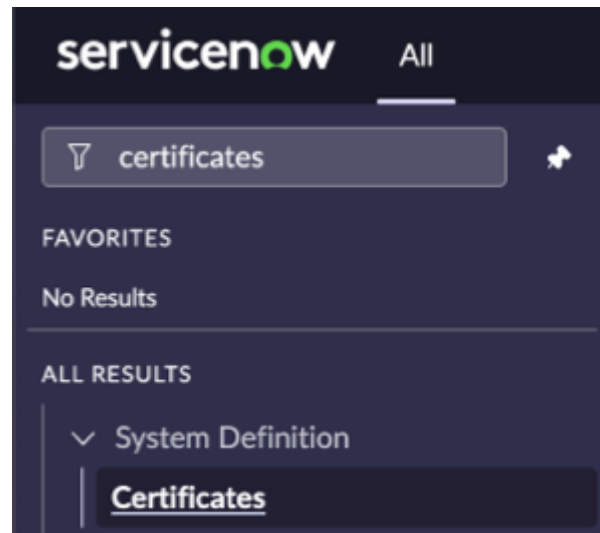 servicenow All
certificates
FAVORITES
No Results
ALL RESULTS
System Definition
Certificates